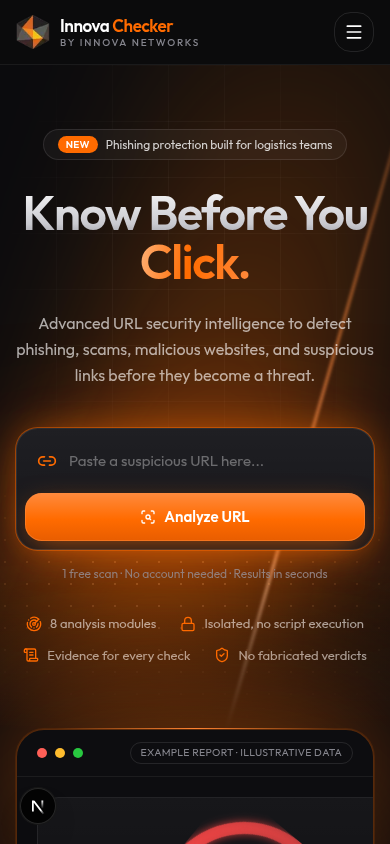 Innova Checker
BY INNOVA NETWORKS
NEW Phishing protection built for logistics teams
Know Before You
Click.
Advanced URL security intelligence to detect
phishing, scams, malicious websites, and suspicious
links before they become a threat.
Paste a suspicious URL here...
Analyze URL
1 free scan · No account needed · Results in seconds
8 analysis modules
Isolated, no script execution
Evidence for every check
No fabricated verdicts
EXAMPLE REPORT · ILLUSTRATIVE DATA
N